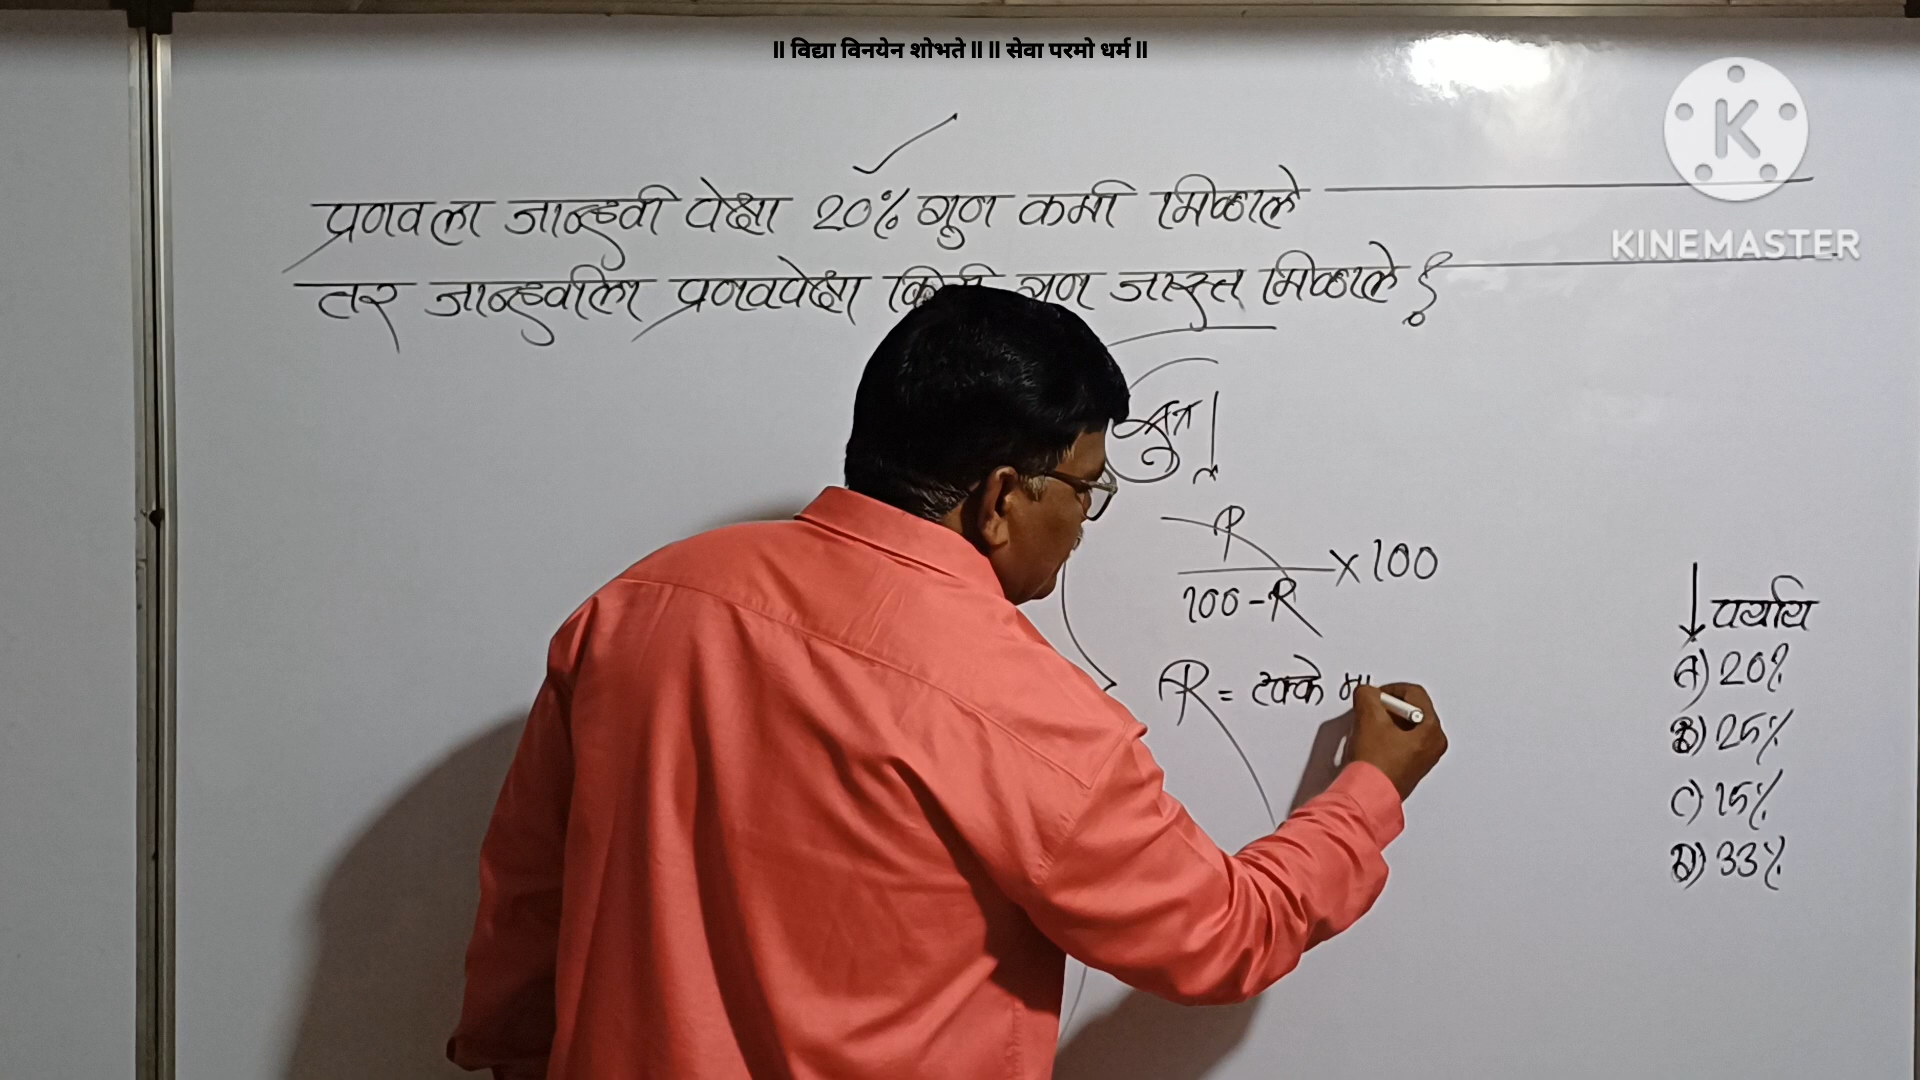 ॥ विद्या विनयेन शोभते ॥ ॥ सेवा परमो धर्म ॥
KINEMASTER
प्रणवला जान्हवी पेक्षा 20% गुण कमी मिळाले
तर जान्हवीला प्रणवपेक्षा किती गुण जास्त मिळाले?
सुत्र
R
100-R
×100
R = टक्के
पर्याय
A) 20%
B) 25%
C) 15%
D) 33%